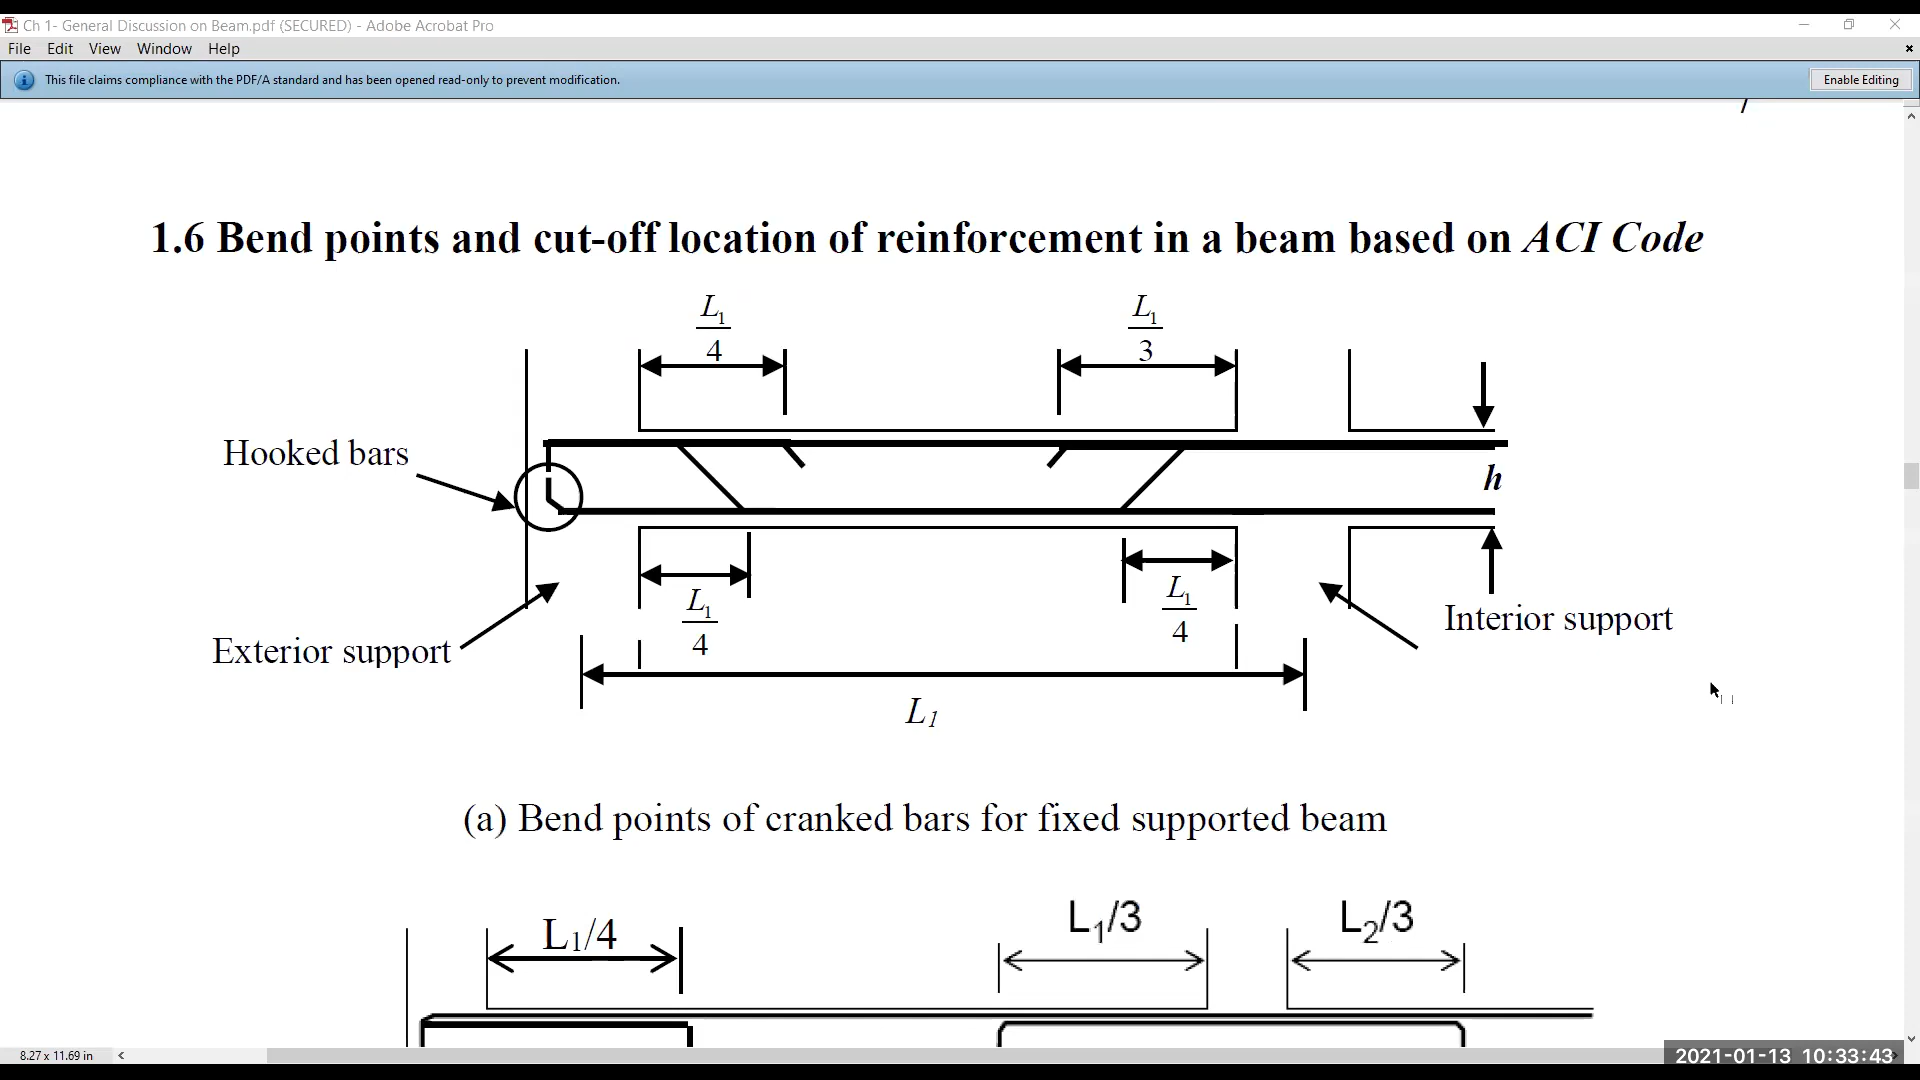 Ch 1- General Discussion on Beam.pdf (SECURED) - Adobe Acrobat Pro
File Edit View Window Help
This file claims compliance with the PDF/A standard and has been opened read-only to prevent modification.
Enable Editing
1.6 Bend points and cut-off location of reinforcement in a beam based on ACI Code
L1
4
L1
3
Hooked bars
h
L1
4
L1
4
Interior support
Exterior support
L1
(a) Bend points of cranked bars for fixed supported beam
L1/4
L1/3
L2/3
8.27 x 11.69 in
2021-01-13 10:33:43